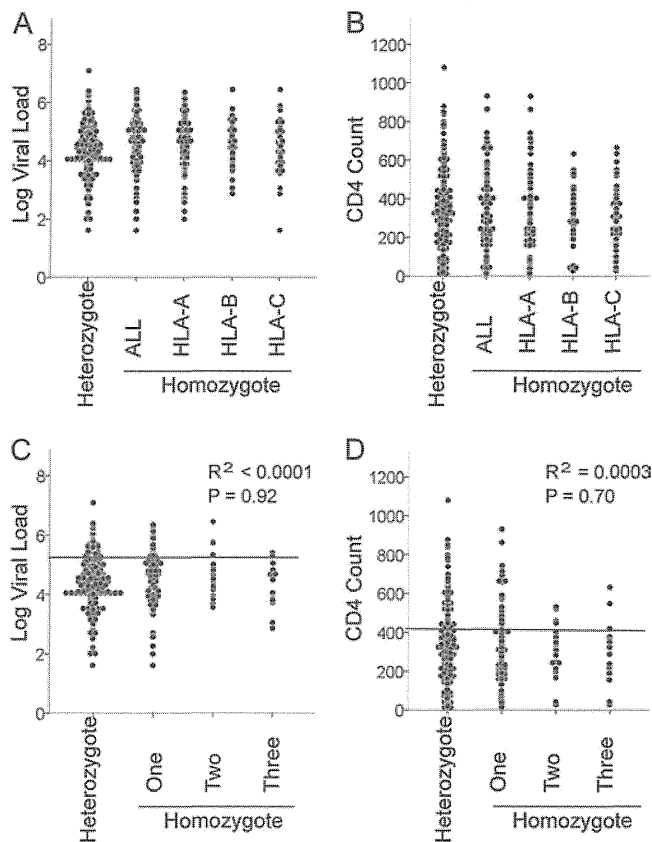 A
Log Viral Load
8
6
4
2
0
Heterozygote
ALL
HLA-A
HLA-B
HLA-C
Homozygote
B
CD4 Count
1200
1000
800
600
400
200
0
Heterozygote
ALL
HLA-A
HLA-B
HLA-C
Homozygote
C
R² < 0.0001
P = 0.92
Log Viral Load
8
6
4
2
0
Heterozygote
One
Two
Three
Homozygote
D
R² = 0.0003
P = 0.70
CD4 Count
1200
1000
800
600
400
200
0
Heterozygote
One
Two
Three
Homozygote